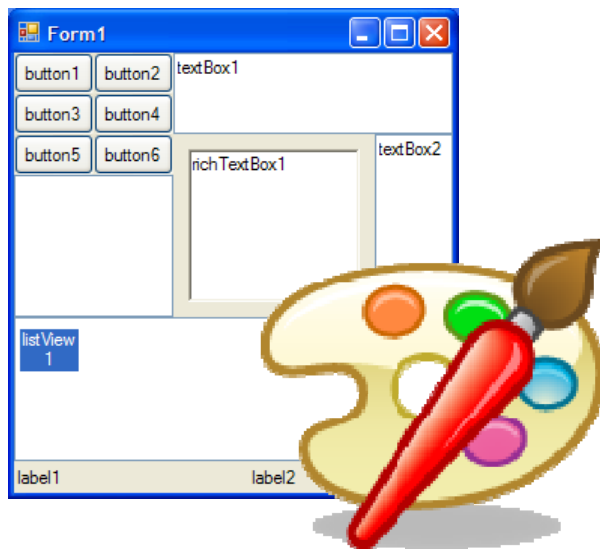 Form1
button1 button2 textBox1
button3 button4
button5 button6 textBox2
richTextBox1
listView
1
label1 label2